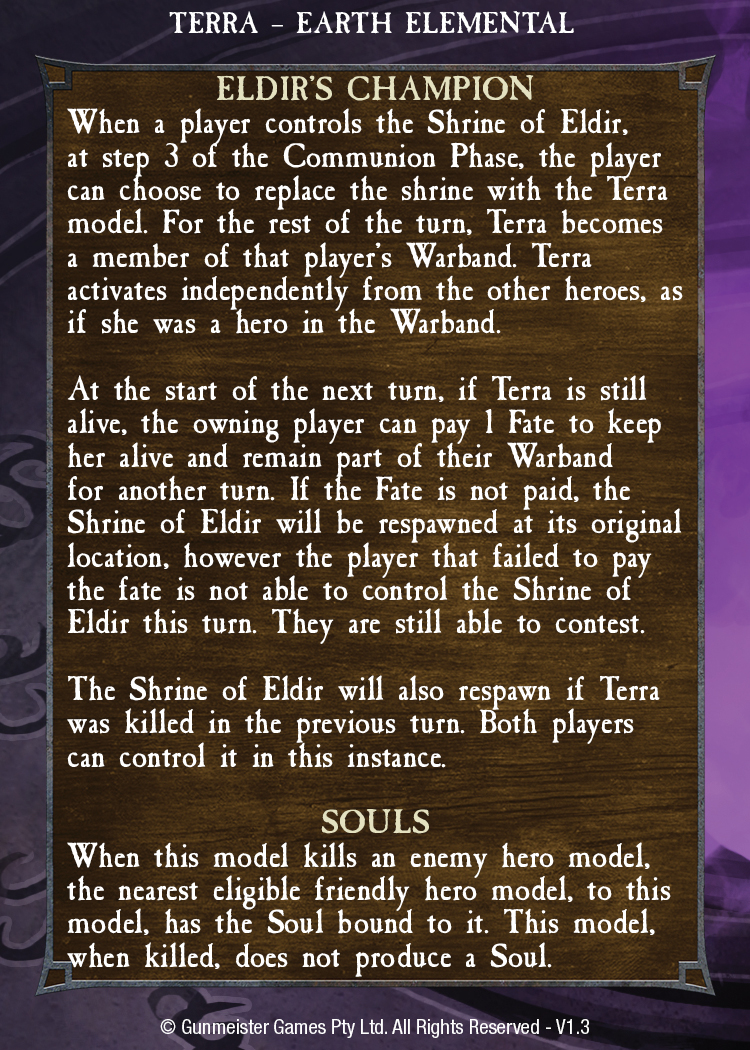 TERRA – EARTH ELEMENTAL
ELDIR'S CHAMPION
When a player controls the Shrine of Eldir,
at step 3 of the Communion Phase, the player
can choose to replace the shrine with the Terra
model. For the rest of the turn, Terra becomes
a member of that player's Warband. Terra
activates independently from the other heroes, as
if she was a hero in the Warband.
At the start of the next turn, if Terra is still
alive, the owning player can pay 1 Fate to keep
her alive and remain part of their Warband
for another turn. If the Fate is not paid, the
Shrine of Eldir will be respawned at its original
location, however the player that failed to pay
the fate is not able to control the Shrine of
Eldir this turn. They are still able to contest.
The Shrine of Eldir will also respawn if Terra
was killed in the previous turn. Both players
can control it in this instance.
SOULS
When this model kills an enemy hero model,
the nearest eligible friendly hero model, to this
model, has the Soul bound to it. This model,
when killed, does not produce a Soul.
© Gunmeister Games Pty Ltd. All Rights Reserved - V1.3